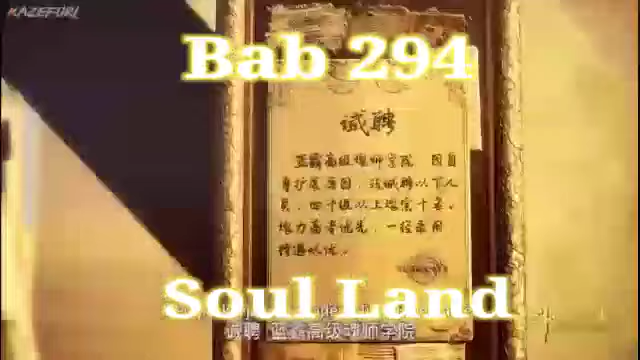 KAZEFURI
Bab 294
诚聘
蓝霸高级魂师学院 因自
身扩展原因，诚聘以下人
员，四十级以上魂宗十名。
魂力高者优先，一经录用
待遇从优。
Soul Land
诚聘 蓝霸高级魂师学院